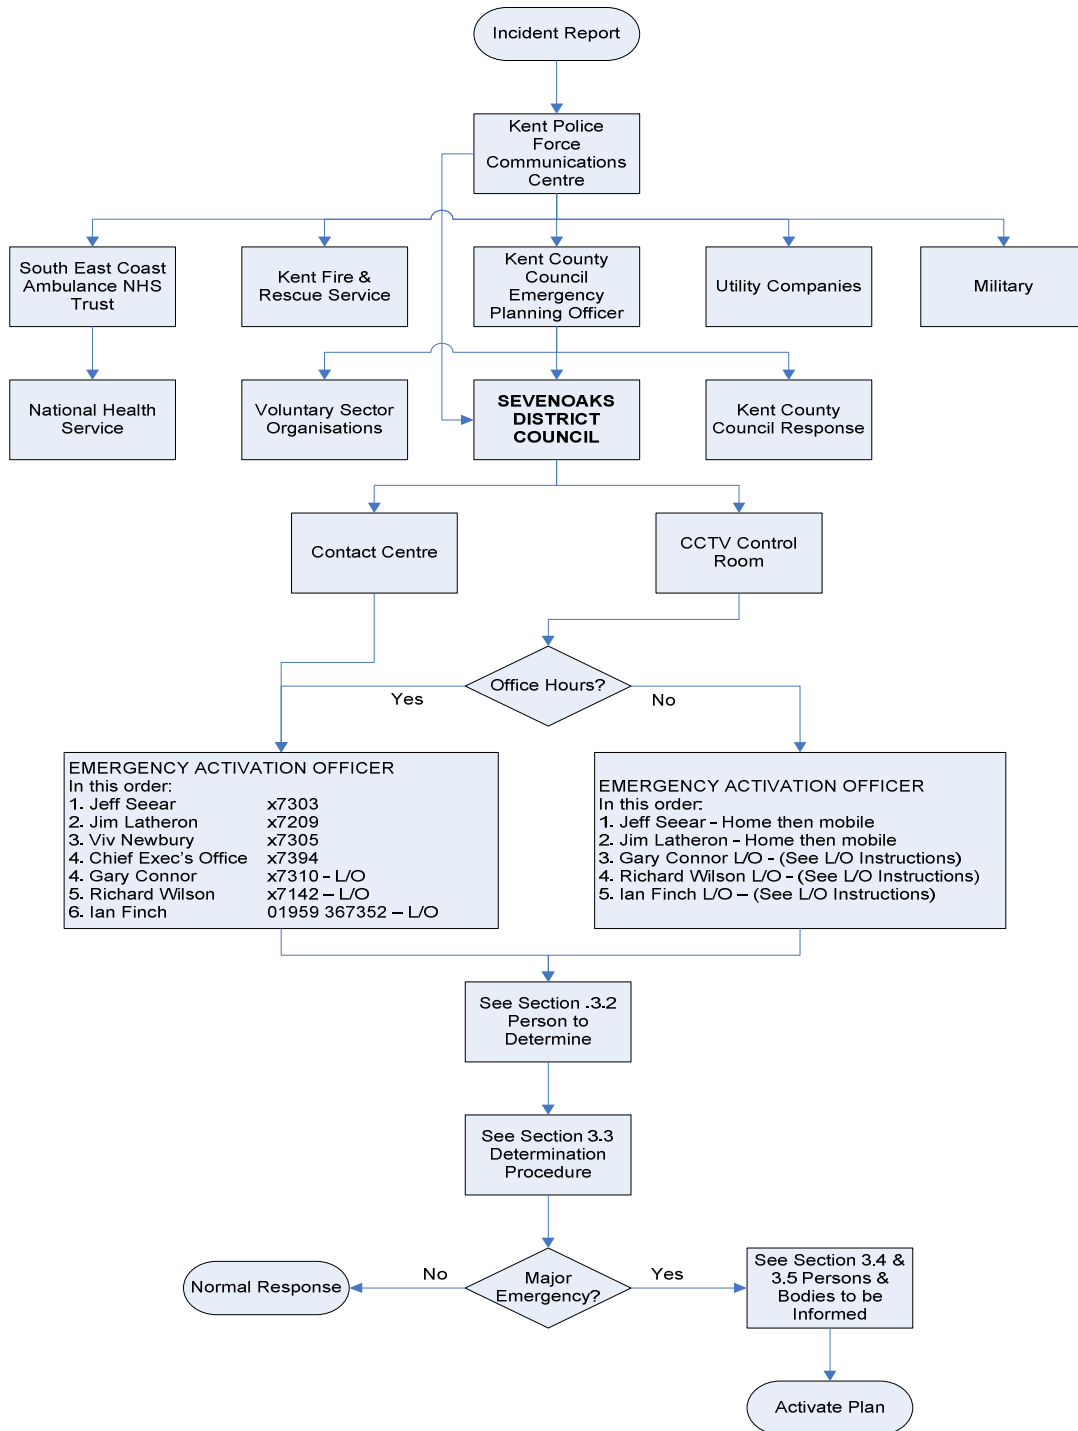 Incident Report
Kent Police
Force
Communications
Centre
South East Coast
Ambulance NHS
Trust
Kent Fire &
Rescue Service
Kent County
Council
Emergency
Planning Officer
Utility Companies
Military
National Health
Service
Voluntary Sector
Organisations
SEVENOAKS
DISTRICT
COUNCIL
Kent County
Council Response
Contact Centre
CCTV Control
Room
Office Hours?
Yes
No
EMERGENCY ACTIVATION OFFICER
In this order:
1. Jeff Seear x7303
2. Jim Latheron x7209
3. Viv Newbury x7305
4. Chief Exec's Office x7394
4. Gary Connor x7310 - L/O
5. Richard Wilson x7142 – L/O
6. Ian Finch 01959 367352 – L/O
EMERGENCY ACTIVATION OFFICER
In this order:
1. Jeff Seear - Home then mobile
2. Jim Latheron - Home then mobile
3. Gary Connor L/O - (See L/O Instructions)
4. Richard Wilson L/O - (See L/O Instructions)
5. Ian Finch L/O – (See L/O Instructions)
See Section .3.2
Person to
Determine
See Section 3.3
Determination
Procedure
Major
Emergency?
No
Yes
Normal Response
See Section 3.4 &
3.5 Persons &
Bodies to be
Informed
Activate Plan